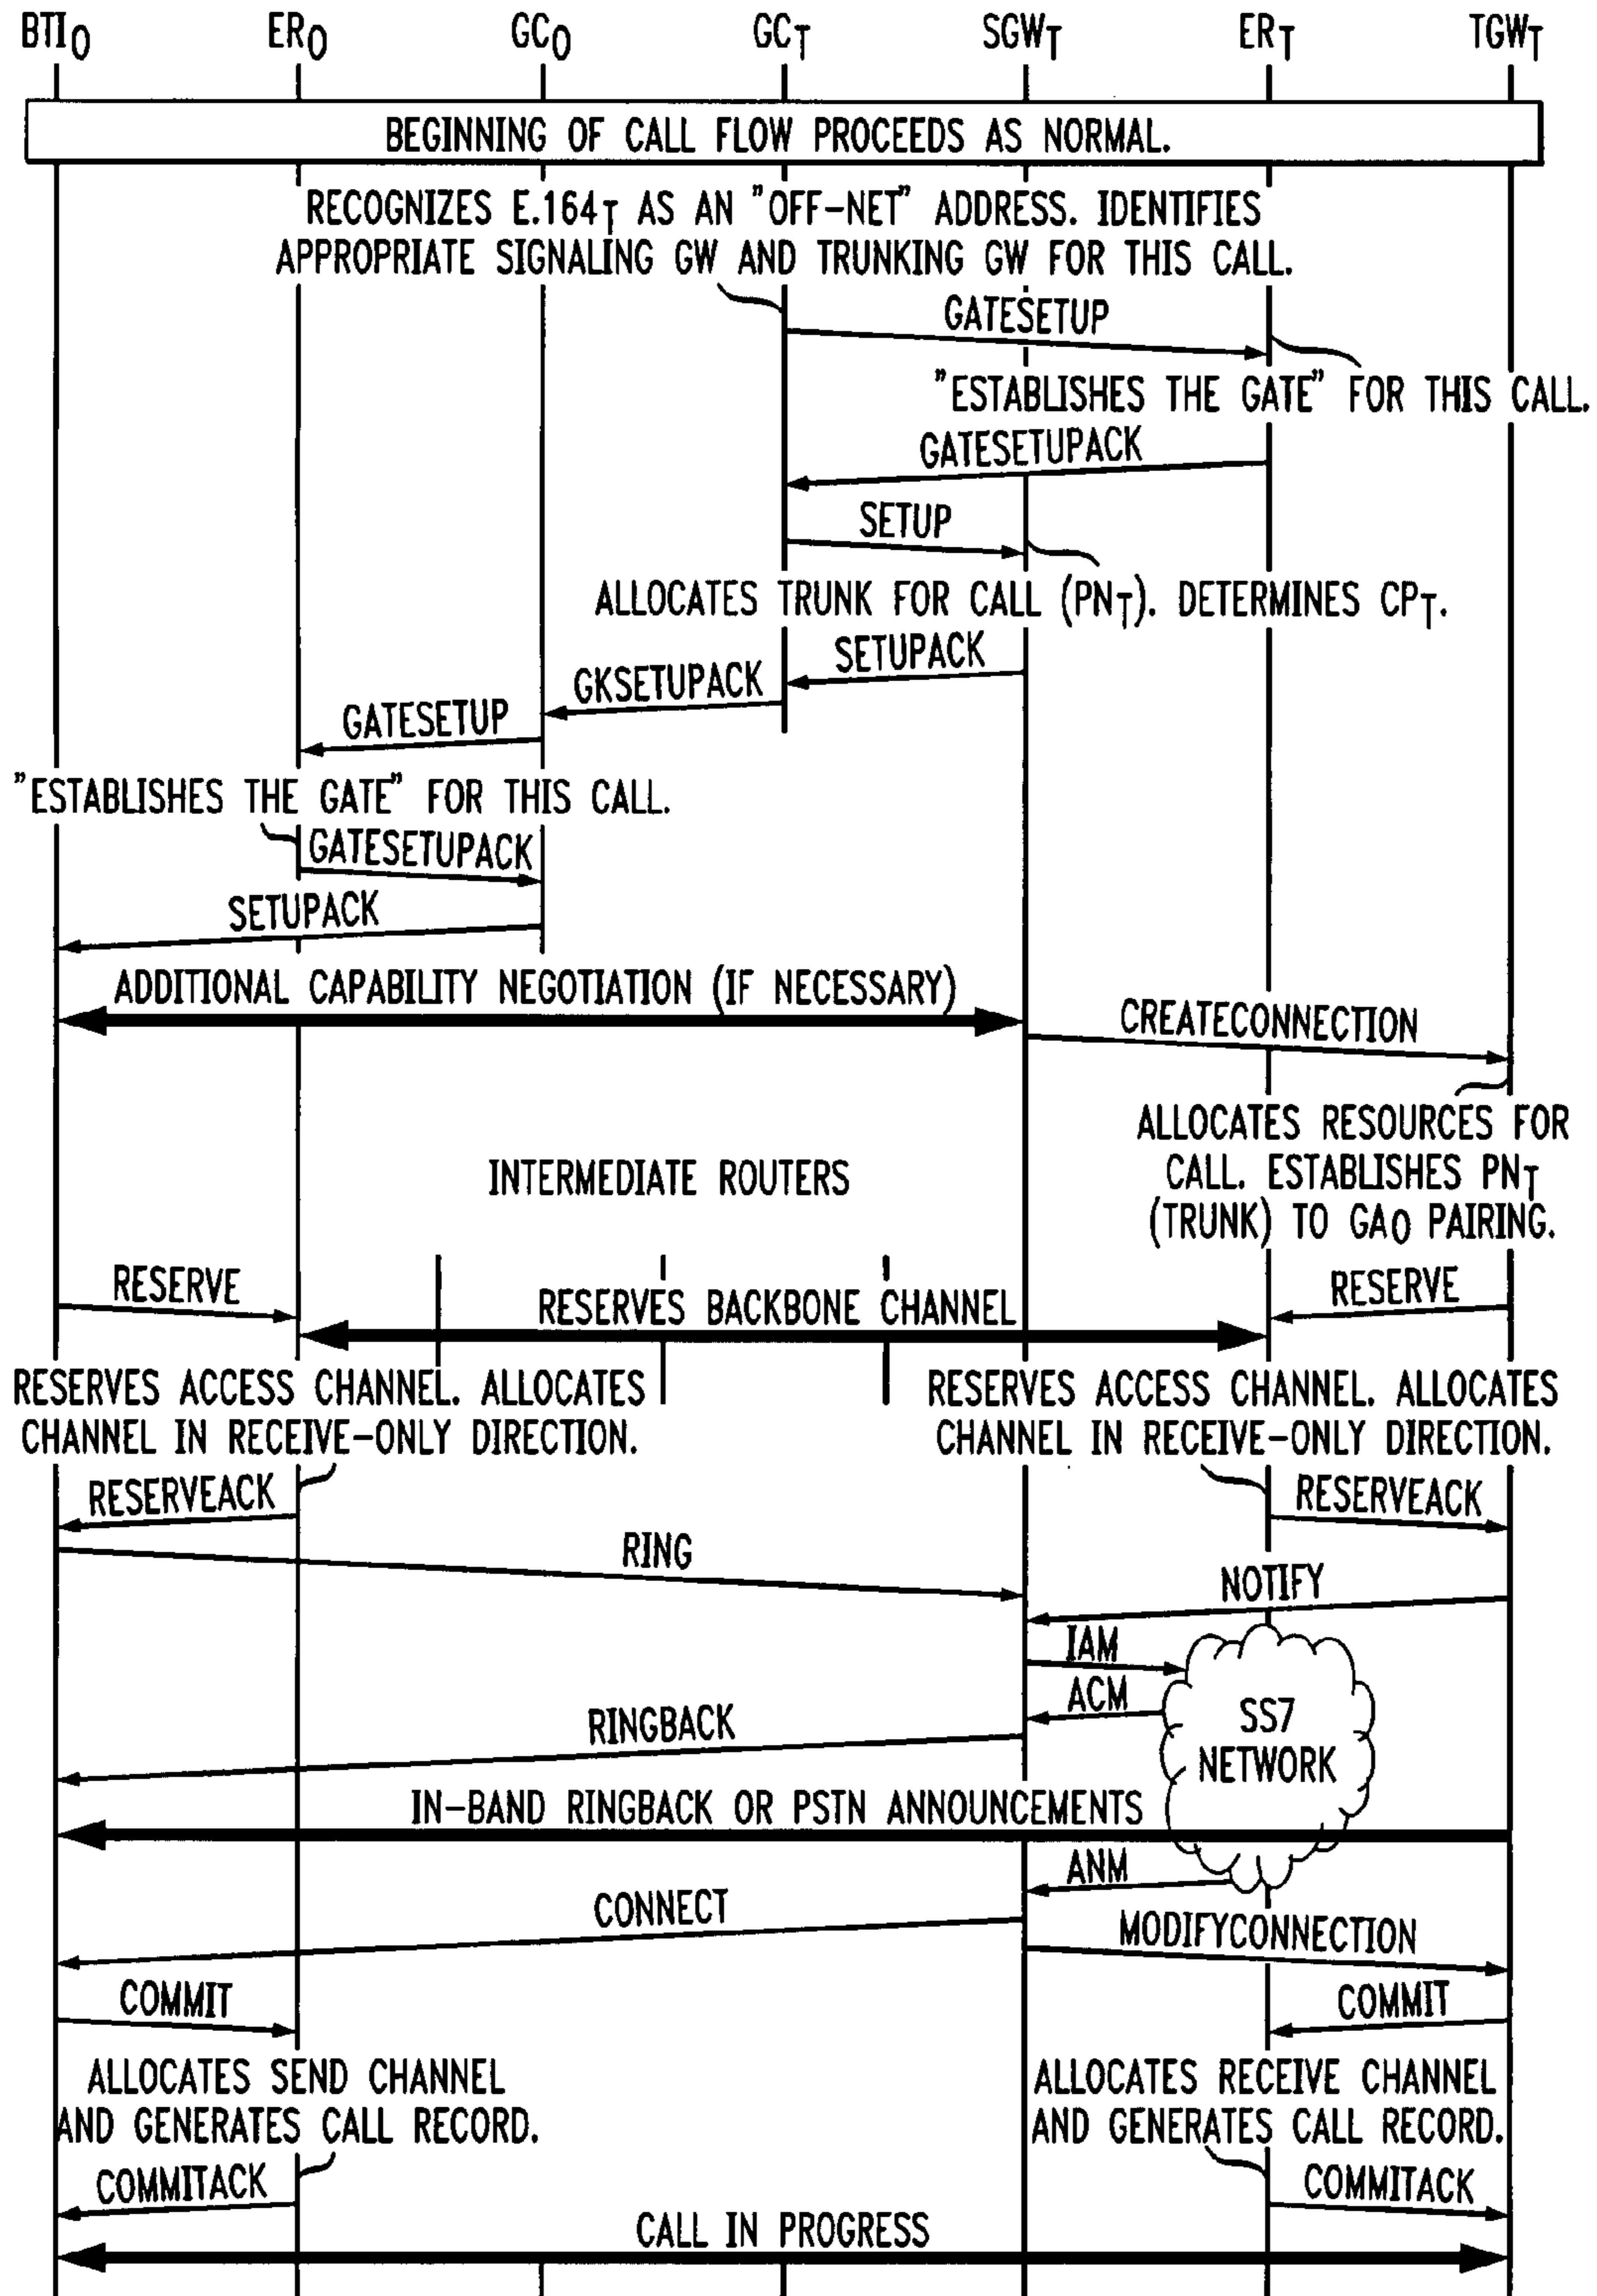 BTIO ERO GCO GCT SGWT ERT TGWT
BEGINNING OF CALL FLOW PROCEEDS AS NORMAL.
RECOGNIZES E.164T AS AN "OFF-NET" ADDRESS. IDENTIFIES
APPROPRIATE SIGNALING GW AND TRUNKING GW FOR THIS CALL.
GATESETUP
"ESTABLISHES THE GATE" FOR THIS CALL.
GATESETUPACK
SETUP
ALLOCATES TRUNK FOR CALL (PNT). DETERMINES CPT.
SETUPACK
GKSETUPACK
GATESETUP
"ESTABLISHES THE GATE" FOR THIS CALL.
GATESETUPACK
SETUPACK
ADDITIONAL CAPABILITY NEGOTIATION (IF NECESSARY)
CREATECONNECTION
ALLOCATES RESOURCES FOR
CALL. ESTABLISHES PNT
(TRUNK) TO GAO PAIRING.
INTERMEDIATE ROUTERS
RESERVE
RESERVES BACKBONE CHANNEL
RESERVE
RESERVES ACCESS CHANNEL. ALLOCATES
CHANNEL IN RECEIVE-ONLY DIRECTION.
RESERVES ACCESS CHANNEL. ALLOCATES
CHANNEL IN RECEIVE-ONLY DIRECTION.
RESERVEACK
RESERVEACK
RING
NOTIFY
IAM
ACM
SS7
NETWORK
RINGBACK
IN-BAND RINGBACK OR PSTN ANNOUNCEMENTS
ANM
CONNECT
MODIFYCONNECTION
COMMIT
COMMIT
ALLOCATES SEND CHANNEL
AND GENERATES CALL RECORD.
ALLOCATES RECEIVE CHANNEL
AND GENERATES CALL RECORD.
COMMITACK
COMMITACK
CALL IN PROGRESS